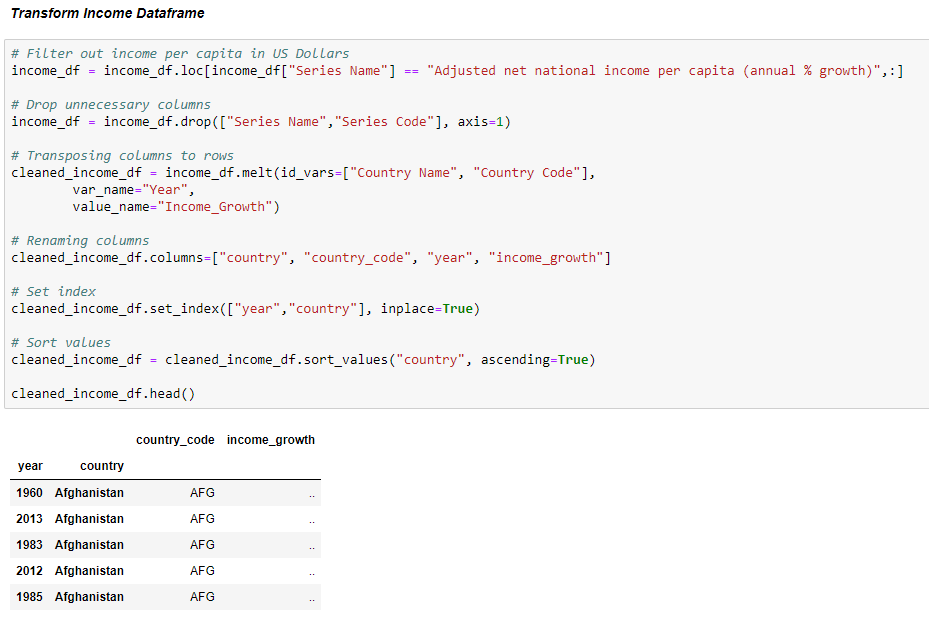 Transform Income Dataframe
# Filter out income per capita in US Dollars
income_df = income_df.loc[income_df["Series Name"] == "Adjusted net national income per capita (annual % growth)",:]
# Drop unnecessary columns
income_df = income_df.drop(["Series Name","Series Code"], axis=1)
# Transposing columns to rows
cleaned_income_df = income_df.melt(id_vars=["Country Name", "Country Code"],
        var_name="Year",
        value_name="Income_Growth")
# Renaming columns
cleaned_income_df.columns=["country", "country_code", "year", "income_growth"]
# Set index
cleaned_income_df.set_index(["year","country"], inplace=True)
# Sort values
cleaned_income_df = cleaned_income_df.sort_values("country", ascending=True)
cleaned_income_df.head()
country_code income_growth
year country
1960 Afghanistan AFG ..
2013 Afghanistan AFG ..
1983 Afghanistan AFG ..
2012 Afghanistan AFG ..
1985 Afghanistan AFG ..